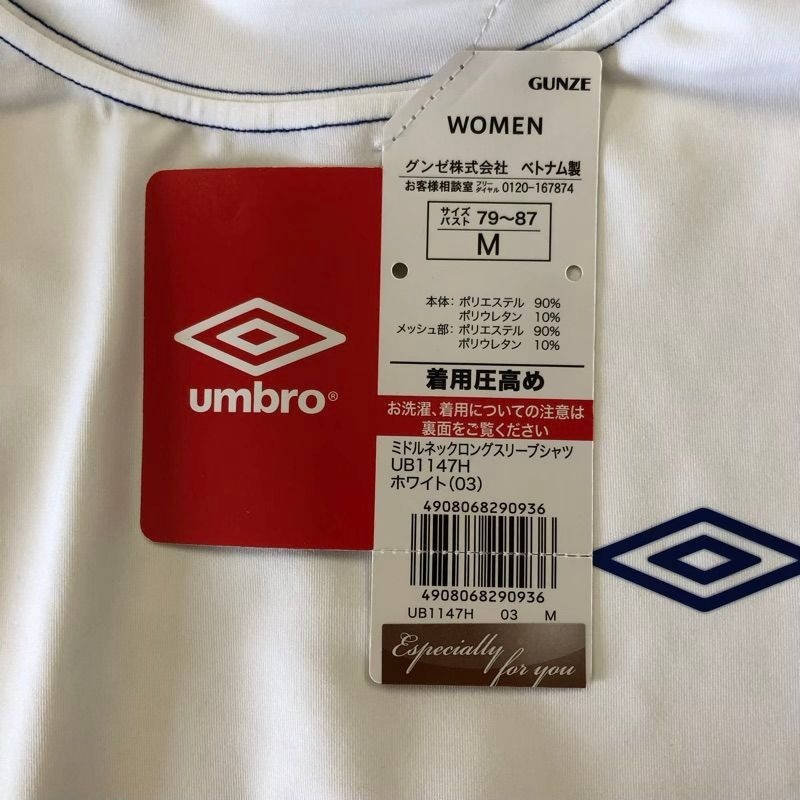 GUNZE
WOMEN
グンゼ株式会社 ベトナム製
お客様相談室 フリーダイヤル 0120-167874
サイズ
バスト 79〜87
M
本体: ポリエステル 90%
ポリウレタン 10%
メッシュ部: ポリエステル 90%
ポリウレタン 10%
着用圧高め
お洗濯、着用についての注意は
裏面をご覧ください
ミドルネックロングスリーブシャツ
UB1147H
ホワイト(03)
4908068290936
4908068290936
UB1147H 03 M
Especially
for you
umbro®